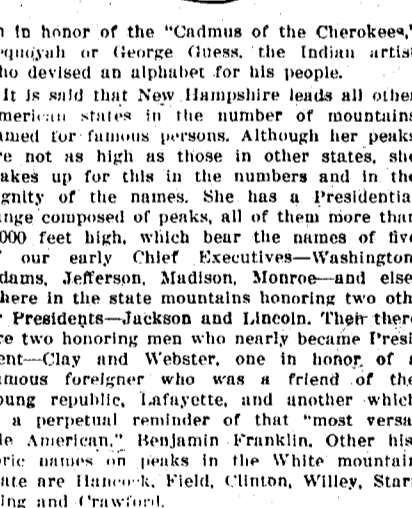 n in honor of the "Cadmus of the Cherokees,"
equoyah or George Guess, the Indian artist
ho devised an alphabet for his people.
It is said that New Hampshire leads all other
merican states in the number of mountains
amed for famous persons. Although her peaks
re not as high as those in other states, she
akes up for this in the numbers and in the
ignity of the names. She has a Presidential
ange composed of peaks, all of them more than
000 feet high, which bear the names of five
f our early Chief Executives—Washington,
dams, Jefferson, Madison, Monroe—and else-
here in the state mountains honoring two oth-
r Presidents—Jackson and Lincoln. Then there
re two honoring men who nearly became Presi-
ent—Clay and Webster, one in honor of a
amous foreigner who was a friend of the
oung republic, Lafayette, and another which
a perpetual reminder of that "most versa-
le American," Benjamin Franklin. Other his-
oric names on peaks in the White mountain
ate are Hancock, Field, Clinton, Willey, Starr
ing and Crawford.